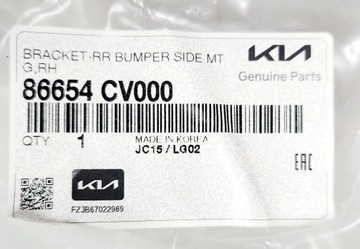 BRACKET-RR BUMPER SIDE MT
G,RH
KIA
Genuine Parts
86654 CV000
QTY 1
MADE IN KOREA
JC15 / LG02
EAC
KIA
FZJB67022969